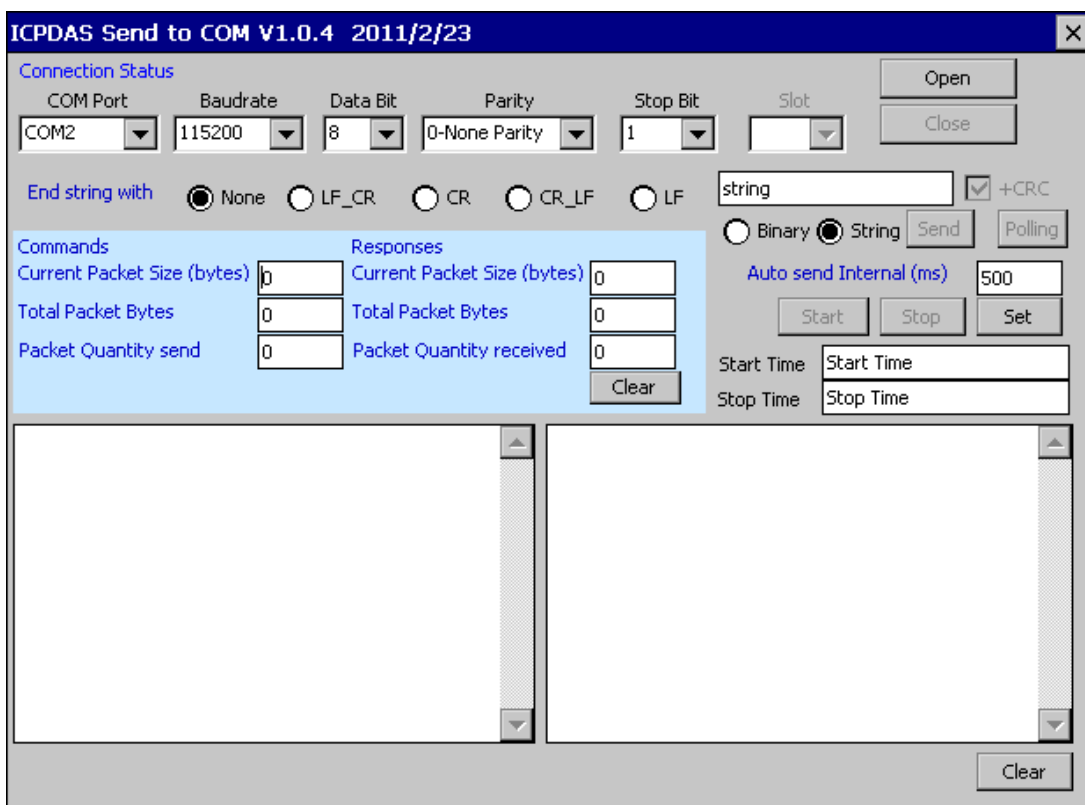 ICPDAS Send to COM V1.0.4 2011/2/23
Connection Status
Open
COM Port Baudrate Data Bit Parity Stop Bit Slot
COM2 115200 8 0-None Parity 1
Close
End string with None LF_CR CR CR_LF LF
string +CRC
Binary String Send Polling
Commands Responses
Current Packet Size (bytes) 0 Current Packet Size (bytes) 0
Auto send Internal (ms) 500
Total Packet Bytes 0 Total Packet Bytes 0
Start Stop Set
Packet Quantity send 0 Packet Quantity received 0
Start Time Start Time
Clear
Stop Time Stop Time
Clear